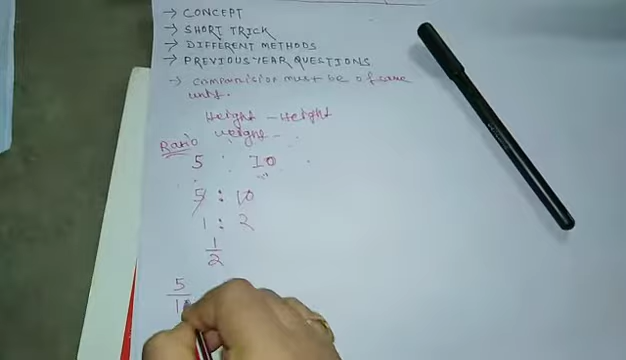 → CONCEPT
→ SHORT TRICK
→ DIFFERENT METHODS
→ PREVIOUS YEAR QUESTIONS
→ comparision must be of same
unit.
Height - Height
weight -
Ratio
5 : 10
5 : 10
1 : 2
1
2
5